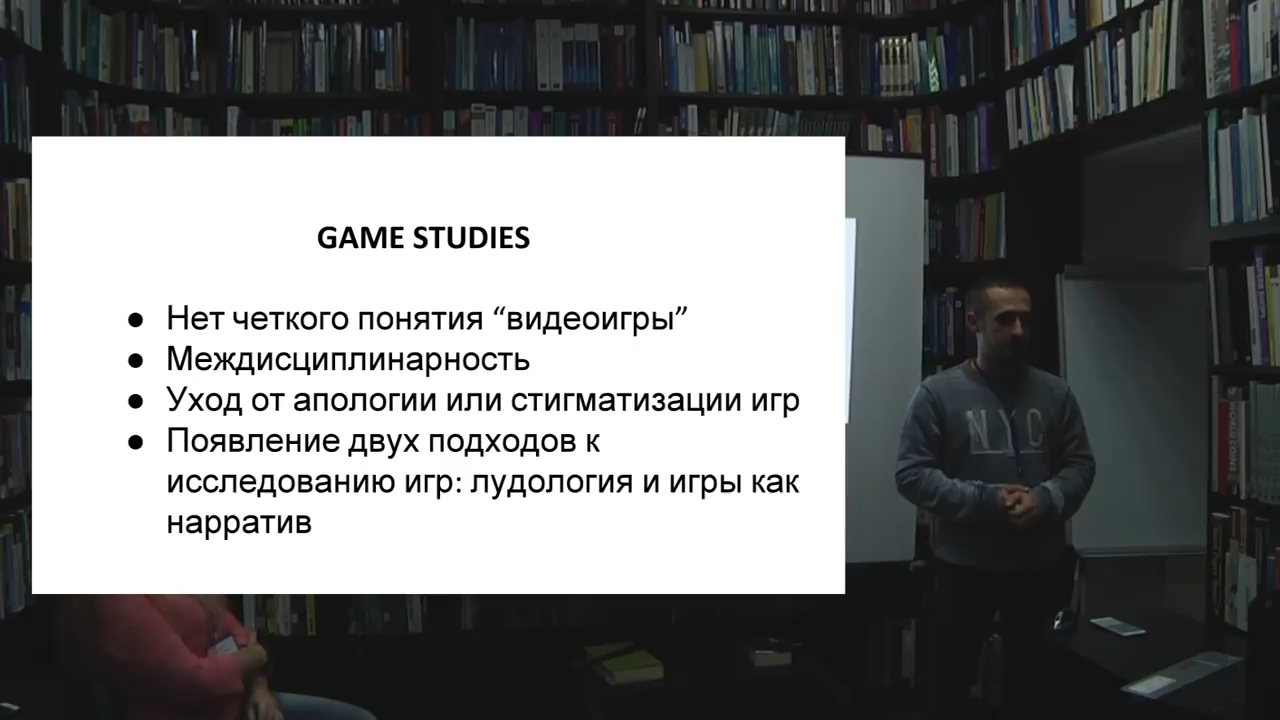 GAME STUDIES
● Нет четкого понятия “видеоигры”
● Междисциплинарность
● Уход от апологии или стигматизации игр
● Появление двух подходов к
исследованию игр: лудология и игры как
нарратив
NYC